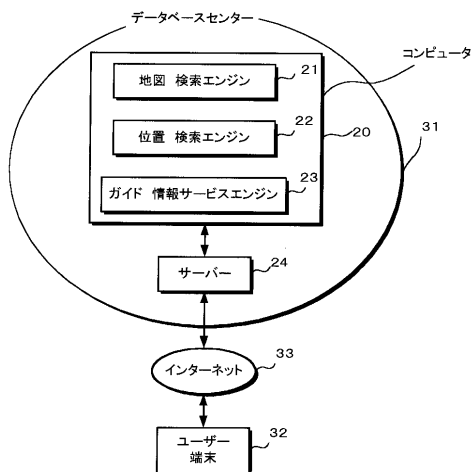 データベースセンター
コンピュータ
地図 検索エンジン
21
20
31
位置 検索エンジン
22
ガイド 情報サービスエンジン
23
サーバー
24
インターネット
33
ユーザー
端末
32